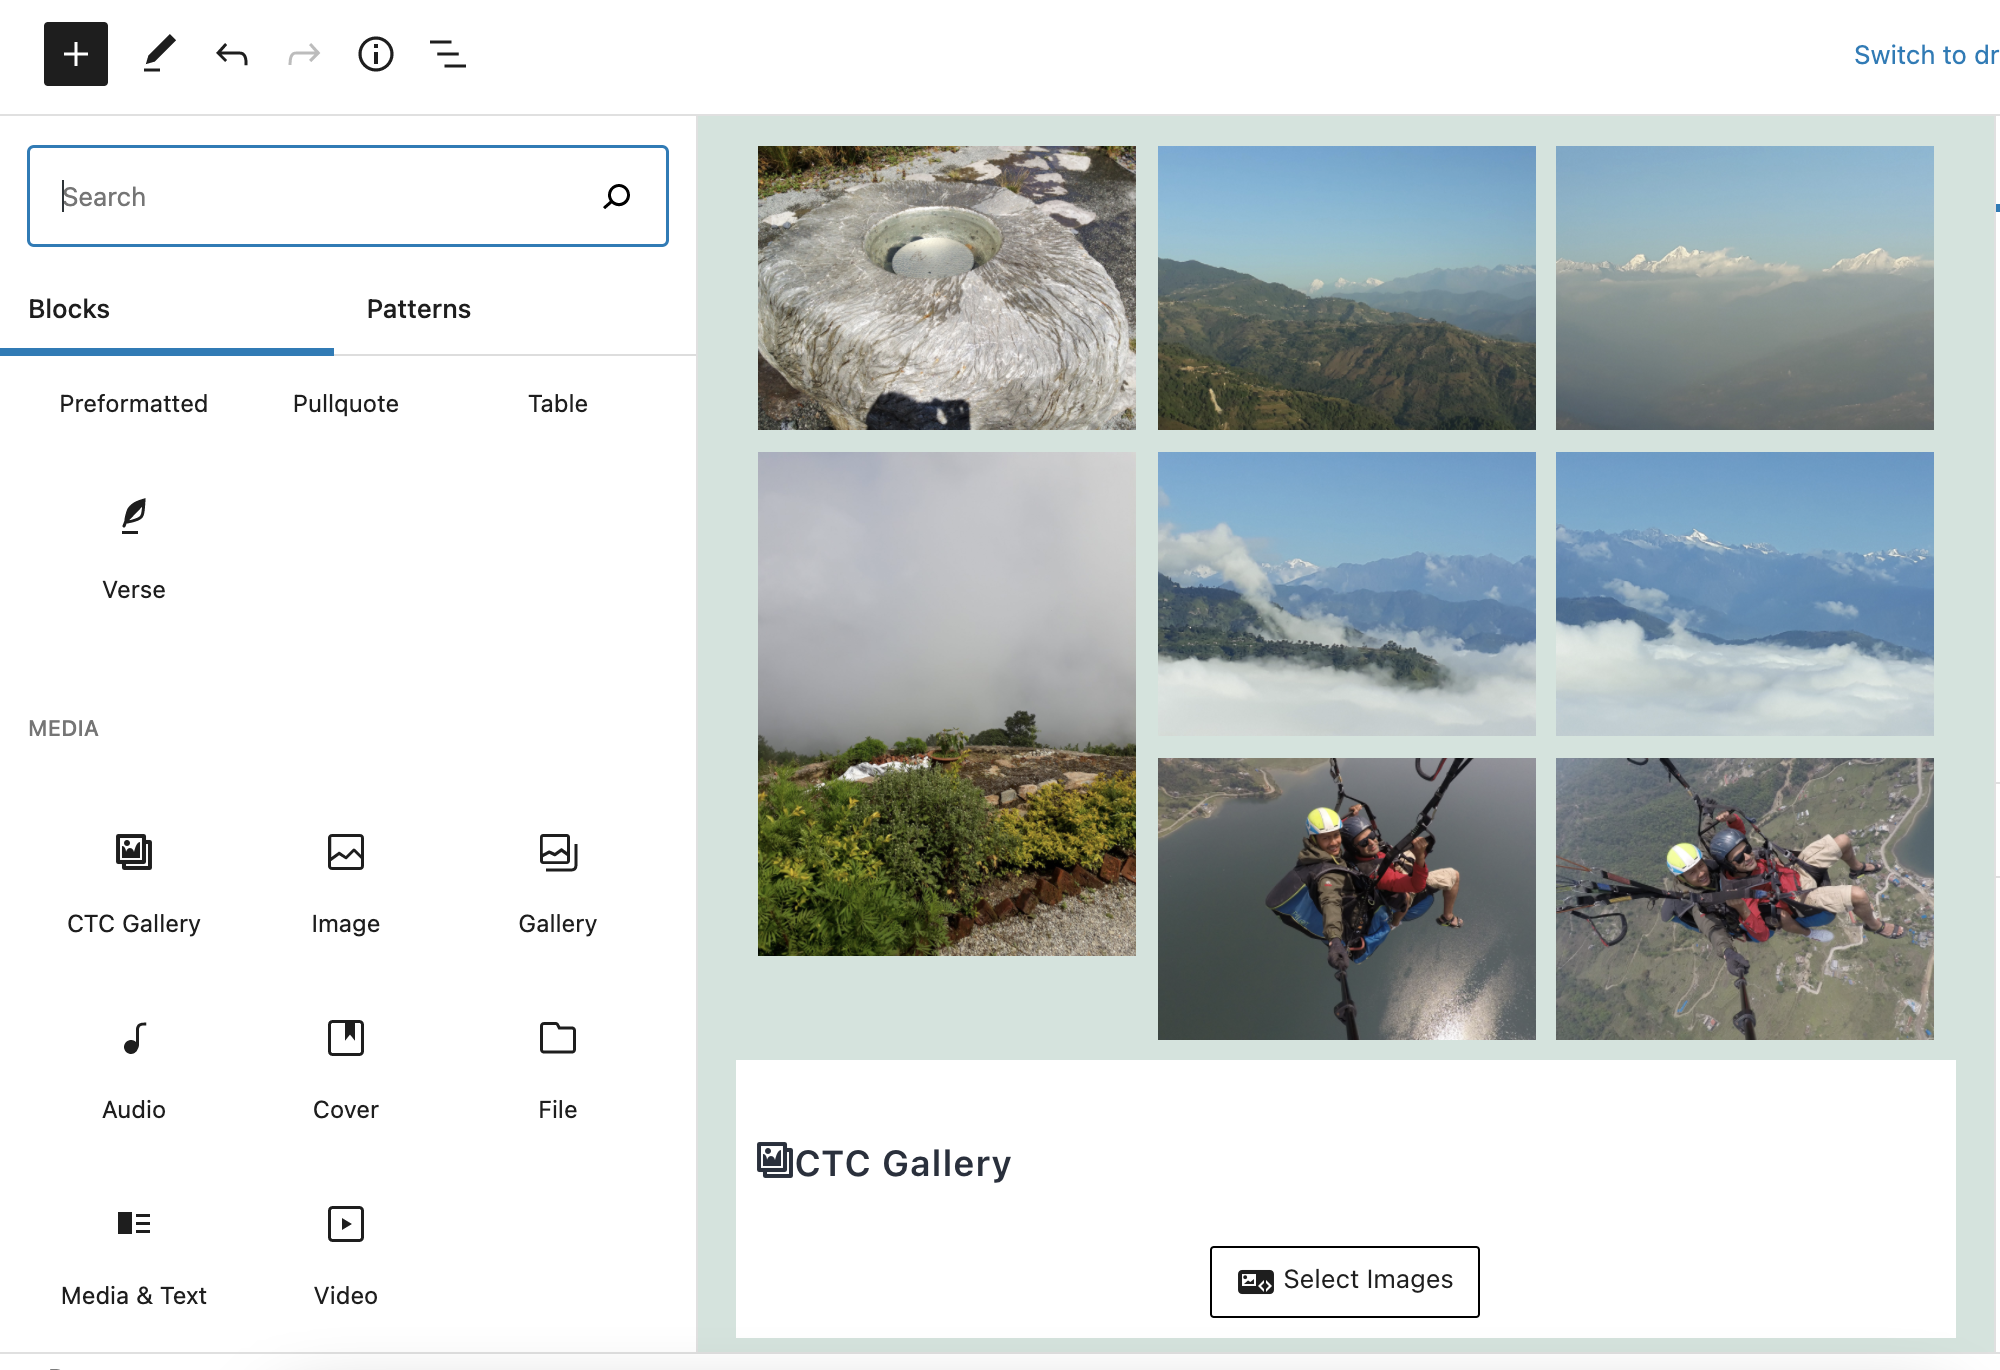 Switch to dr
Search
Blocks
Patterns
Preformatted
Pullquote
Table
Verse
MEDIA
CTC Gallery
Image
Gallery
Audio
Cover
File
Media & Text
Video
CTC Gallery
Select Images